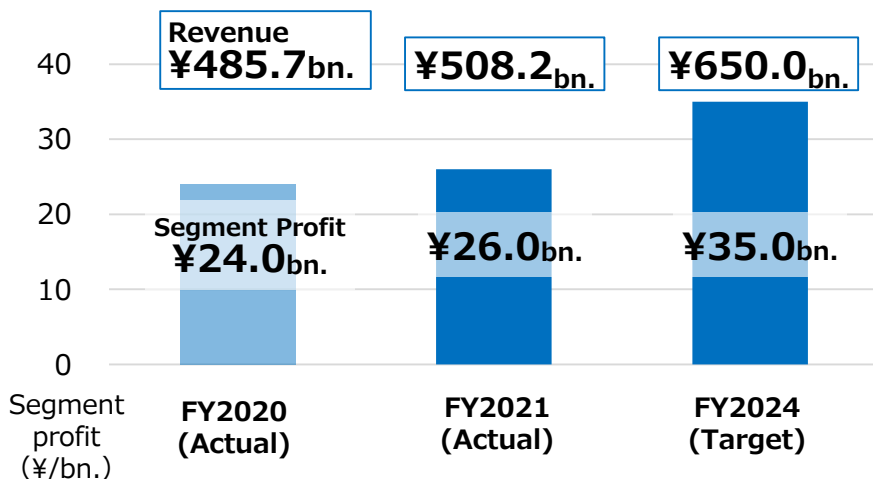 Revenue
¥485.7bn.
¥508.2bn.
¥650.0bn.
40
30
20
10
0
Segment Profit
¥24.0bn.
¥26.0bn.
¥35.0bn.
Segment
profit
(¥/bn.)
FY2020
(Actual)
FY2021
(Actual)
FY2024
(Target)